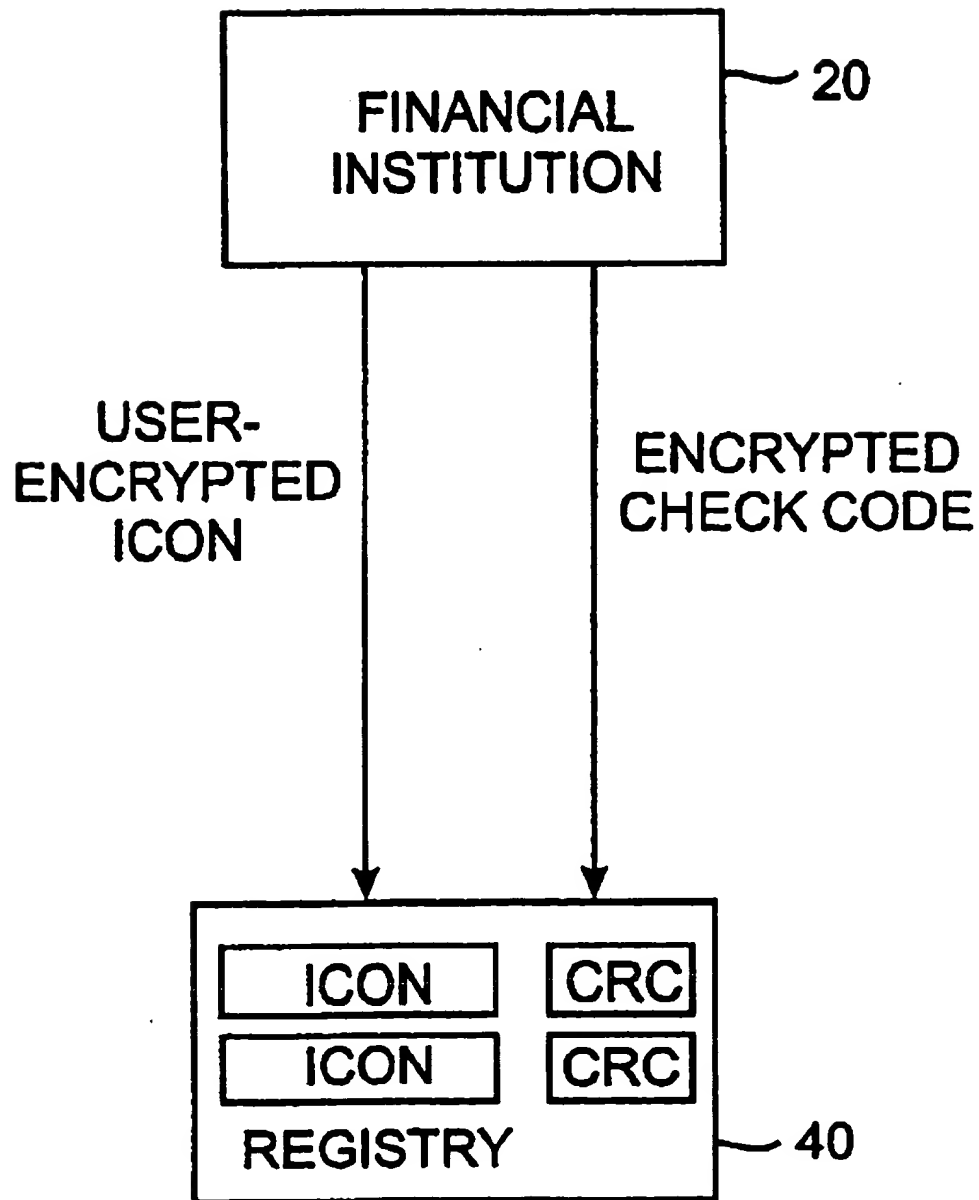 FINANCIAL
INSTITUTION
20
USER-
ENCRYPTED
ICON
ENCRYPTED
CHECK CODE
ICON
CRC
ICON
CRC
REGISTRY
40